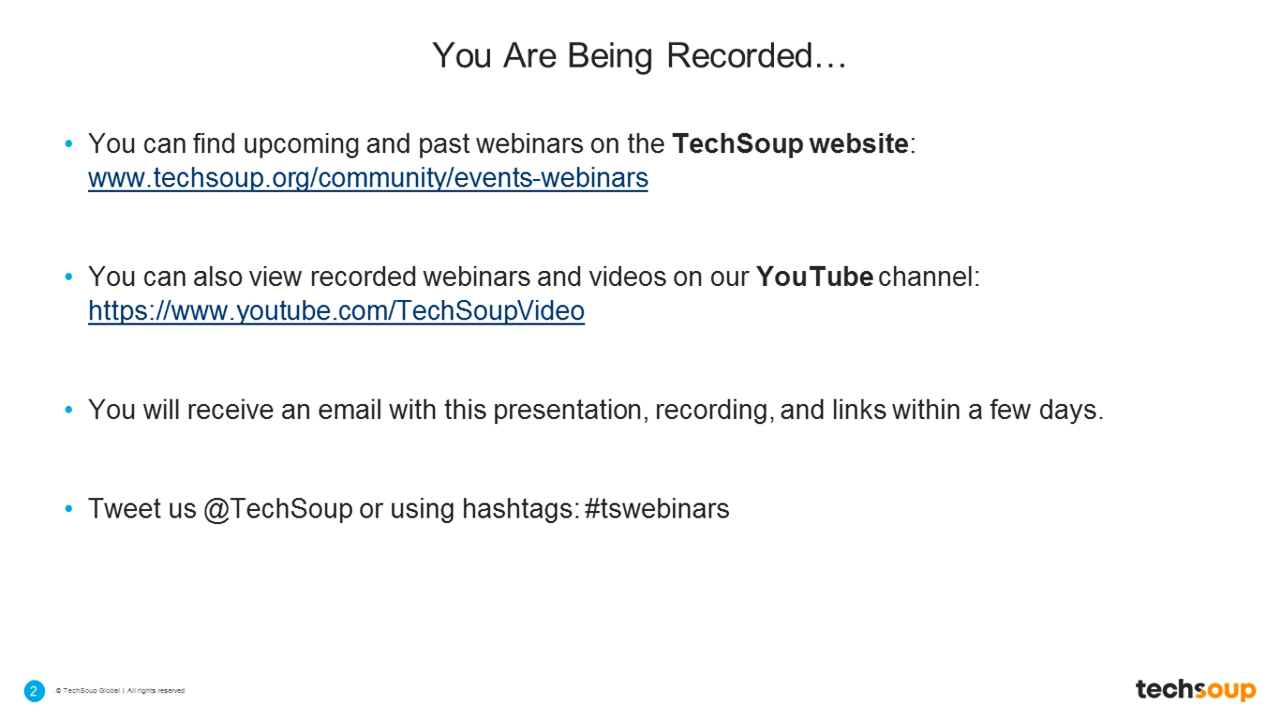 You Are Being Recorded…
• You can find upcoming and past webinars on the TechSoup website:
www.techsoup.org/community/events-webinars
• You can also view recorded webinars and videos on our YouTube channel:
https://www.youtube.com/TechSoupVideo
• You will receive an email with this presentation, recording, and links within a few days.
• Tweet us @TechSoup or using hashtags: #tswebinars
2 . © TechSoup Global | All rights reserved
techsoup